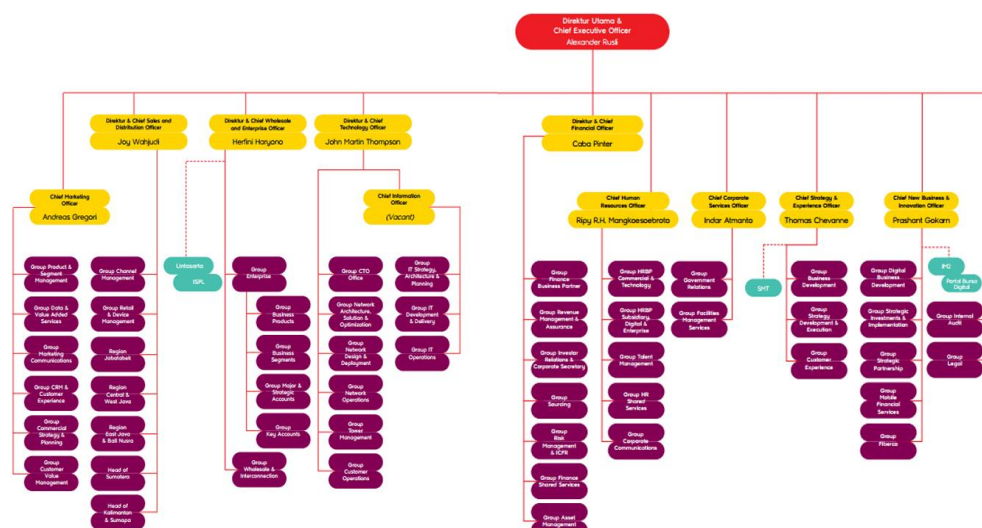 Direktur Utama &
Chief Executive Officer
Alexander Rusli
Direktur & Chief Sales and
Distribution Officer
Joy Wahjudi
Direktur & Chief Wholesale
and Enterprise Officer
Herfini Haryono
Direktur & Chief
Technology Officer
John Martin Thompson
Direktur & Chief
Financial Officer
Caba Pinter
Chief Marketing
Officer
Andreas Gregori
Chief Information
Officer
(Vacant)
Chief Human
Resources Officer
Ripy R.H. Mangkoesoebroto
Chief Corporate
Services Officer
Indar Atmanto
Chief Strategy &
Experience Officer
Thomas Chevanne
Chief New Business &
Innovation Officer
Prashant Gokarn
Group Product &
Segment Management
Group Data &
Value Added
Services
Group
Marketing
Communications
Group CRM &
Customer
Experience
Group
Commercial
Strategy &
Planning
Group
Customer
Value Management
Group Channel
Management
Group Retail
& Device
Management
Region
Jabotabek
Region
Central &
West Java
Region
East Java &
Bali Nusra
Head of
Sumatera
Head of
Kalimantan
& Sumapa
Lintasarta
ISPL
Group
Enterprise
Group
Business
Products
Group
Business
Segments
Group Major &
Strategic
Accounts
Group
Key Accounts
Group
Wholesale &
Interconnection
Group CTO
Office
Group Network
Architecture,
Solution &
Optimization
Group
Network
Design &
Deployment
Group
Network
Operations
Group
Tower
Management
Group
Customer
Operations
Group
IT Strategy,
Architecture &
Planning
Group IT
Development
& Delivery
Group IT
Operations
Group
Finance
Business Partner
Group Revenue
Management &
Assurance
Group Investor
Relations &
Corporate Secretary
Group
Sourcing
Group
Risk
Management
& ICFR
Group Finance
Shared Services
Group Asset
Management
Group HRBP
Commercial &
Technology
Group HRBP
Subsidiary,
Digital &
Enterprise
Group Talent
Management
Group HR
Shared
Services
Group
Corporate
Communications
Group
Government
Relations
Group Facilities
Management
Services
SMT
Group
Business
Development
Group
Strategy
Development
& Execution
Group
Customer
Experience
Group Digital
Business
Development
Group Strategic
Investments &
Implementation
Group
Strategic
Partnership
Group
Mobile
Financial
Services
Group
Fiberco
IMJ
Portal Bursa
Digital
Group Internal
Audit
Group
Legal